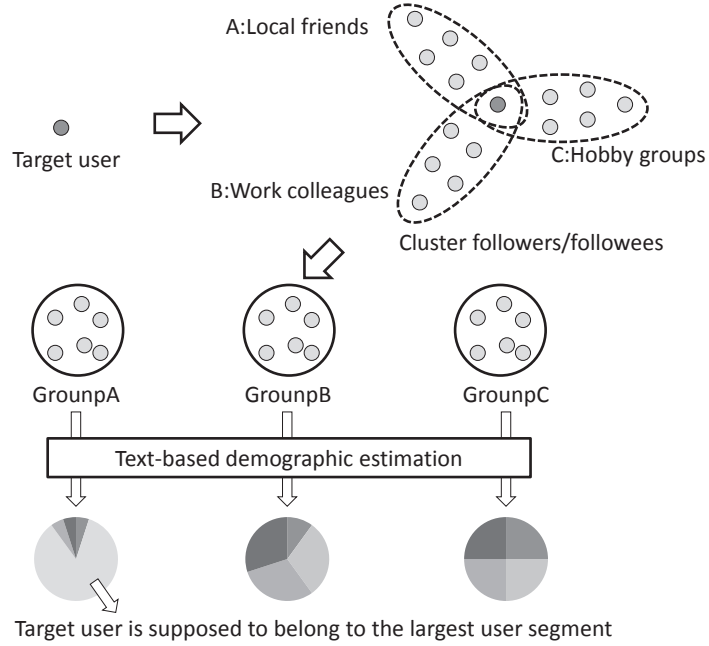 A:Local friends
Target user
C:Hobby groups
B:Work colleagues
Cluster followers/followees
GrounpA
GrounpB
GrounpC
Text-based demographic estimation
Target user is supposed to belong to the largest user segment